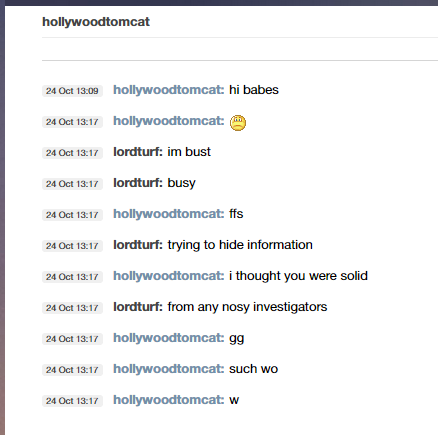 hollywoodtomcat
24 Oct 13:09 hollywoodtomcat: hi babes
24 Oct 13:17 hollywoodtomcat:
24 Oct 13:17 lordturf: im bust
24 Oct 13:17 lordturf: busy
24 Oct 13:17 hollywoodtomcat: ffs
24 Oct 13:17 lordturf: trying to hide information
24 Oct 13:17 hollywoodtomcat: i thought you were solid
24 Oct 13:17 lordturf: from any nosy investigators
24 Oct 13:17 hollywoodtomcat: gg
24 Oct 13:17 hollywoodtomcat: such wo
24 Oct 13:17 hollywoodtomcat: w